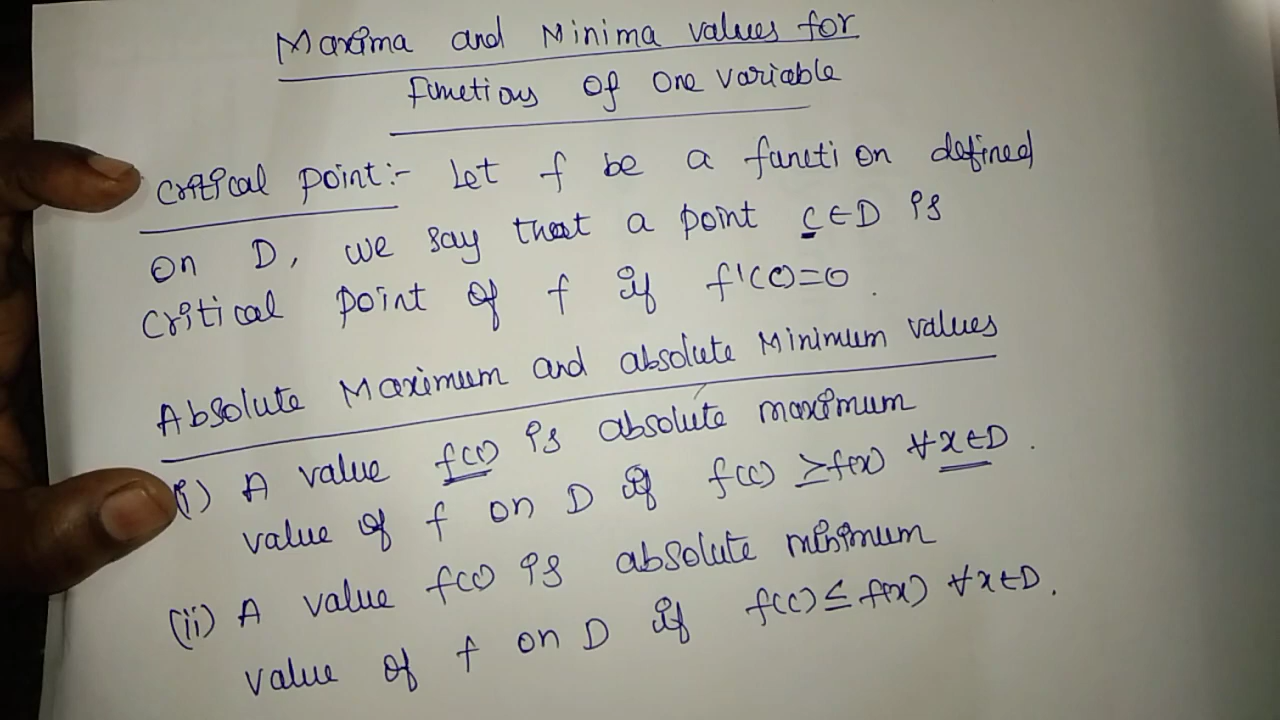 Maxima and Minima values for
functions of one variable
Critical point:- Let f be a function defined
on D, we say that a point c∈D is
critical point of f if f'(c)=0.
Absolute Maximum and absolute Minimum values
(i) A value f(c) is absolute maximum
value of f on D if f(c) ≥ f(x) ∀ x∈D.
(ii) A value f(c) is absolute minimum
value of f on D if f(c) ≤ f(x) ∀ x∈D.